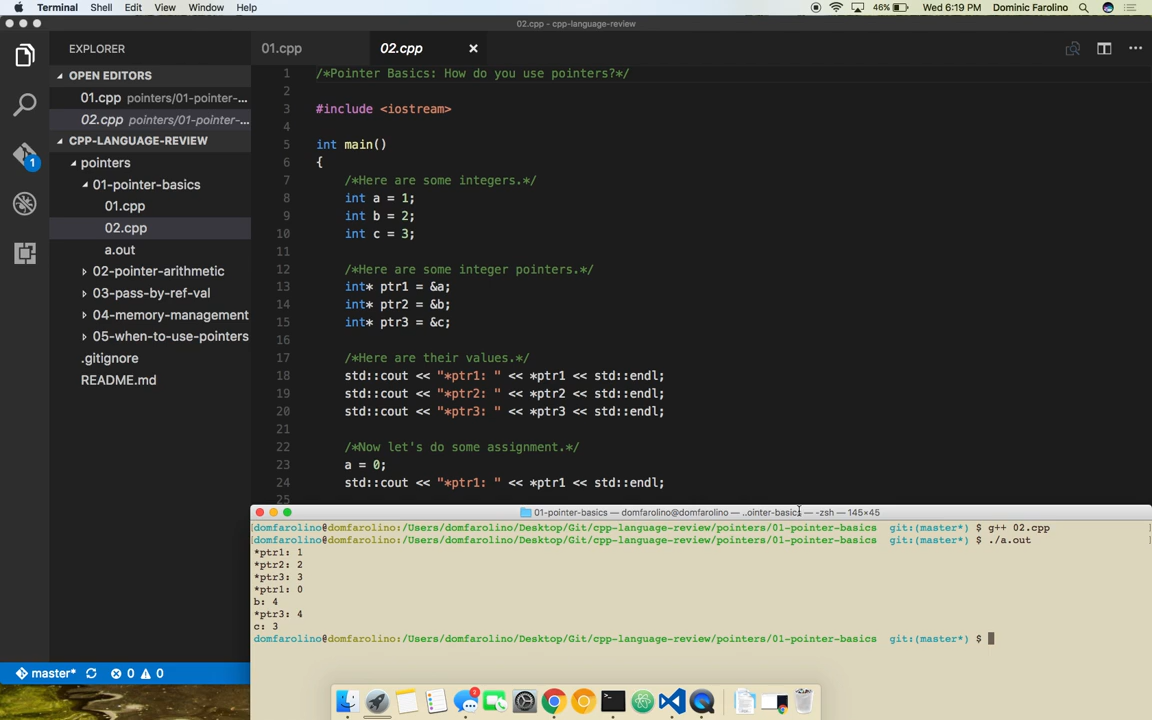 Terminal Shell Edit View Window Help 46% Wed 6:19 PM Dominic Farolino
02.cpp - cpp-language-review
EXPLORER
OPEN EDITORS
01.cpp pointers/01-pointer-...
02.cpp pointers/01-pointer-...
CPP-LANGUAGE-REVIEW
pointers
01-pointer-basics
01.cpp
02.cpp
a.out
02-pointer-arithmetic
03-pass-by-ref-val
04-memory-management
05-when-to-use-pointers
.gitignore
README.md
1
master* 0 0
01.cpp 02.cpp
1 /*Pointer Basics: How do you use pointers?*/
2
3 #include <iostream>
4
5 int main()
6 {
7 /*Here are some integers.*/
8 int a = 1;
9 int b = 2;
10 int c = 3;
11
12 /*Here are some integer pointers.*/
13 int* ptr1 = &a;
14 int* ptr2 = &b;
15 int* ptr3 = &c;
16
17 /*Here are their values.*/
18 std::cout << "*ptr1: " << *ptr1 << std::endl;
19 std::cout << "*ptr2: " << *ptr2 << std::endl;
20 std::cout << "*ptr3: " << *ptr3 << std::endl;
21
22 /*Now let's do some assignment.*/
23 a = 0;
24 std::cout << "*ptr1: " << *ptr1 << std::endl;
25
01-pointer-basics — domfarolino@domfarolino — ..ointer-basics — -zsh — 145×45
[domfarolino@domfarolino:/Users/domfarolino/Desktop/Git/cpp-language-review/pointers/01-pointer-basics git:(master*) $ g++ 02.cpp ]
[domfarolino@domfarolino:/Users/domfarolino/Desktop/Git/cpp-language-review/pointers/01-pointer-basics git:(master*) $ ./a.out ]
*ptr1: 1
*ptr2: 2
*ptr3: 3
*ptr1: 0
b: 4
*ptr3: 4
c: 3
domfarolino@domfarolino:/Users/domfarolino/Desktop/Git/cpp-language-review/pointers/01-pointer-basics git:(master*) $